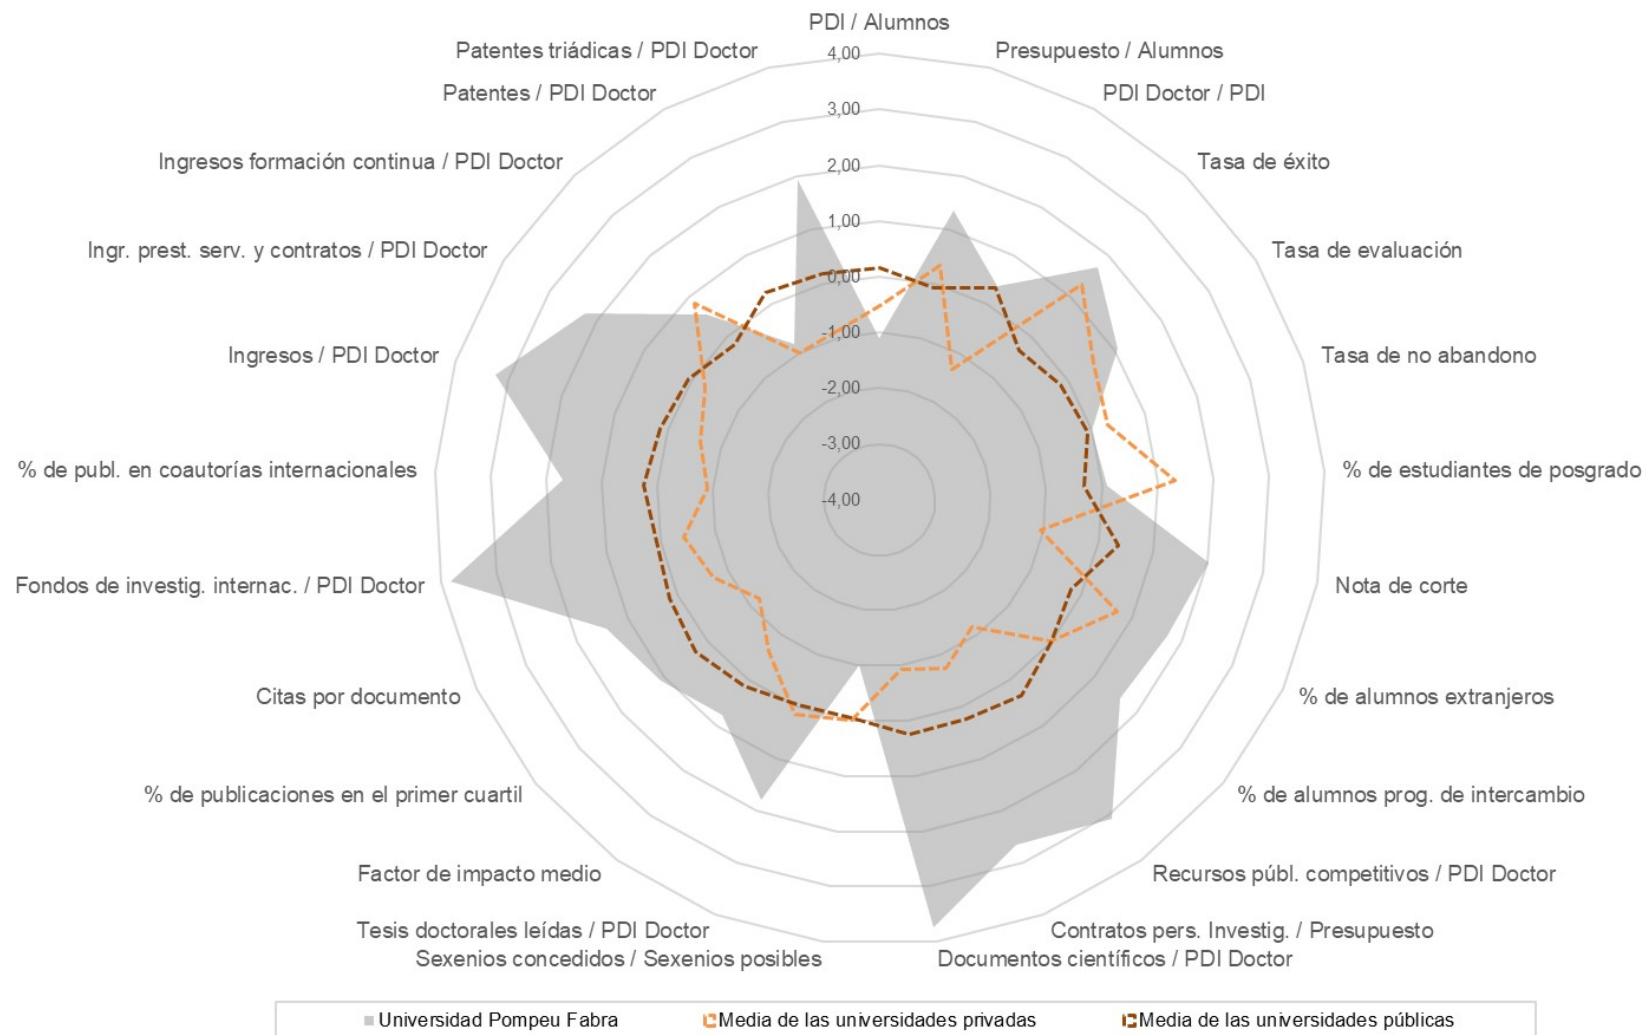 PDI / Alumnos
Patentes triádicas / PDI Doctor
Presupuesto / Alumnos
Patentes / PDI Doctor
PDI Doctor / PDI
Ingresos formación continua / PDI Doctor
Tasa de éxito
Ingr. prest. serv. y contratos / PDI Doctor
Tasa de evaluación
Ingresos / PDI Doctor
Tasa de no abandono
% de publ. en coautorías internacionales
% de estudiantes de posgrado
Fondos de investig. internac. / PDI Doctor
Nota de corte
Citas por documento
% de alumnos extranjeros
% de publicaciones en el primer cuartil
% de alumnos prog. de intercambio
Factor de impacto medio
Recursos públ. competitivos / PDI Doctor
Tesis doctorales leídas / PDI Doctor
Contratos pers. Investig. / Presupuesto
Sexenios concedidos / Sexenios posibles
Documentos científicos / PDI Doctor
4,00
3,00
2,00
1,00
0,00
-1,00
-2,00
-3,00
-4,00
Universidad Pompeu Fabra
Media de las universidades privadas
Media de las universidades públicas